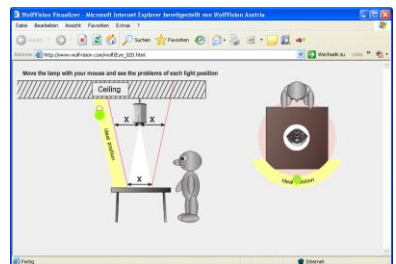 WolfVision Visualizer - Microsoft Internet Explorer bereitgestellt von WolfVision Austria
Datei Bearbeiten Ansicht Favoriten Extras ?
Suchen Favoriten
Adresse http://www.wolfvision.com/wolf/Eye_020.html Wechseln zu Links
Move the lamp with your mouse and see the problems of each light position
Ceiling
X X
ideal position
X
ideal position
Fertig Internet